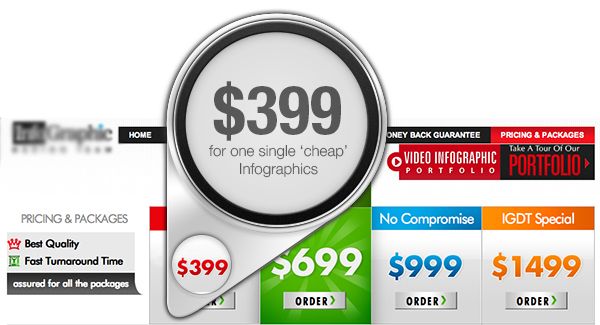 $399
for one single 'cheap'
Infographics
HOME
ONEY BACK GUARANTEE
PRICING & PACKAGES
VIDEO INFOGRAPHIC
PORTFOLIO
TAKE A TOUR OF OUR
PORTFOLIO
PRICING & PACKAGES
Best Quality
Fast Turnaround Time
assured for all the packages
No Compromise
IGDT Special
$399
$699
$999
$1499
ORDER
ORDER
ORDER